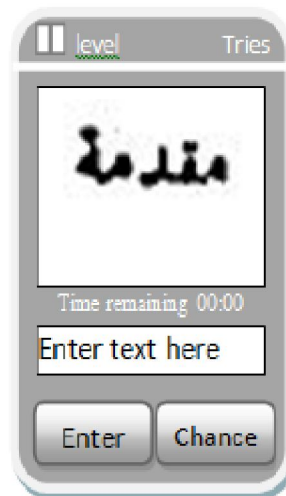 level Tries
مقدمة
Time remaining 00:00
Enter text here
Enter Chance